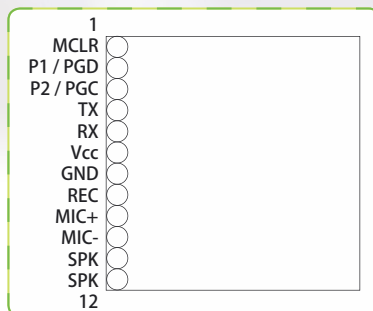 1
MCLR
P1 / PGD
P2 / PGC
TX
RX
Vcc
GND
REC
MIC+
MIC-
SPK
SPK
12